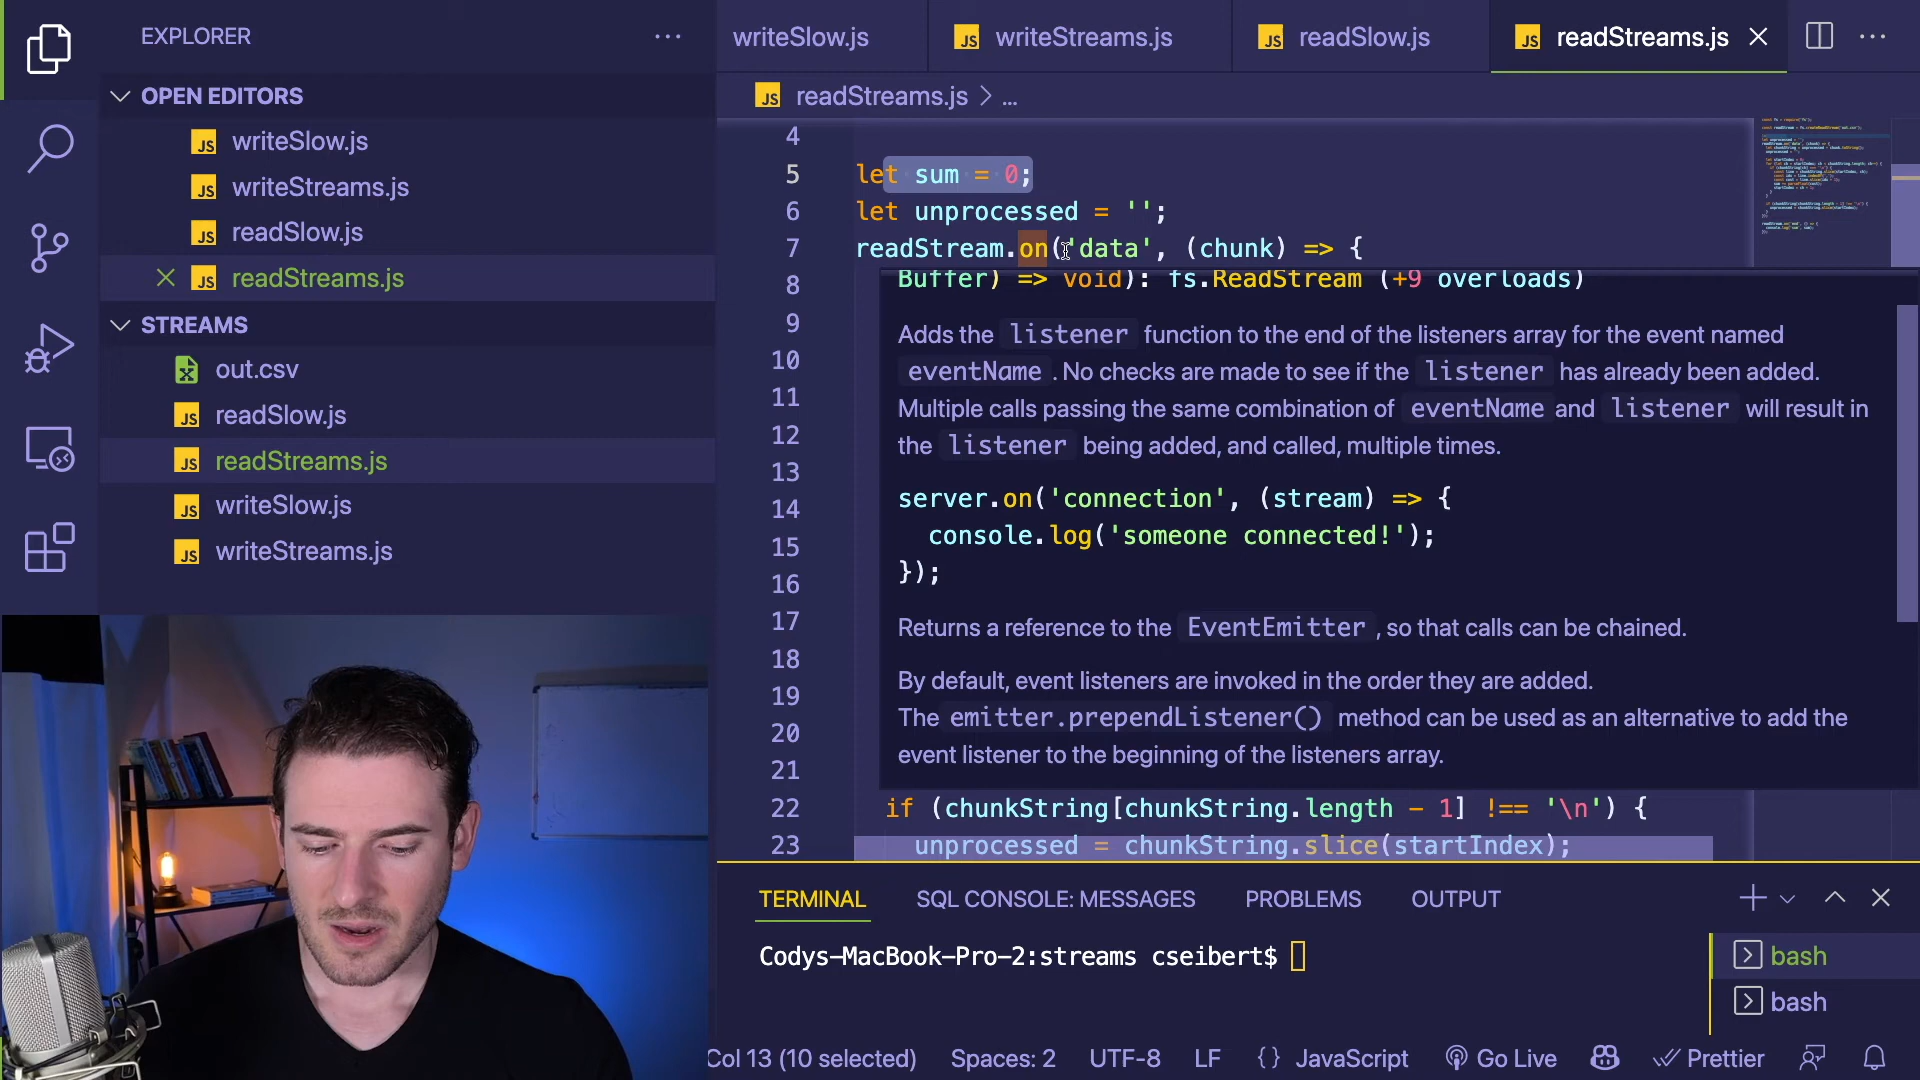 EXPLORER
OPEN EDITORS
writeSlow.js
writeStreams.js
readSlow.js
readStreams.js
STREAMS
out.csv
readSlow.js
readStreams.js
writeSlow.js
writeStreams.js
writeSlow.js
JS writeStreams.js
JS readSlow.js
JS readStreams.js
JS readStreams.js > ...
4
5 let sum = 0;
6 let unprocessed = '';
7 readStream.on('data', (chunk) => {
8
Buffer) => void): fs.ReadStream (+9 overloads)
9
Adds the listener function to the end of the listeners array for the event named
10
eventName . No checks are made to see if the listener has already been added.
11
Multiple calls passing the same combination of eventName and listener will result in
12
the listener being added, and called, multiple times.
13
server.on('connection', (stream) => {
14
console.log('someone connected!');
15
});
16
17
Returns a reference to the EventEmitter , so that calls can be chained.
18
By default, event listeners are invoked in the order they are added.
19
The emitter.prependListener() method can be used as an alternative to add the
20
event listener to the beginning of the listeners array.
21
22 if (chunkString[chunkString.length - 1] !== '\n') {
23 unprocessed = chunkString.slice(startIndex);
TERMINAL SQL CONSOLE: MESSAGES PROBLEMS OUTPUT
Codys-MacBook-Pro-2:streams cseibert$
bash
bash
Col 13 (10 selected) Spaces: 2 UTF-8 LF {} JavaScript Go Live Prettier